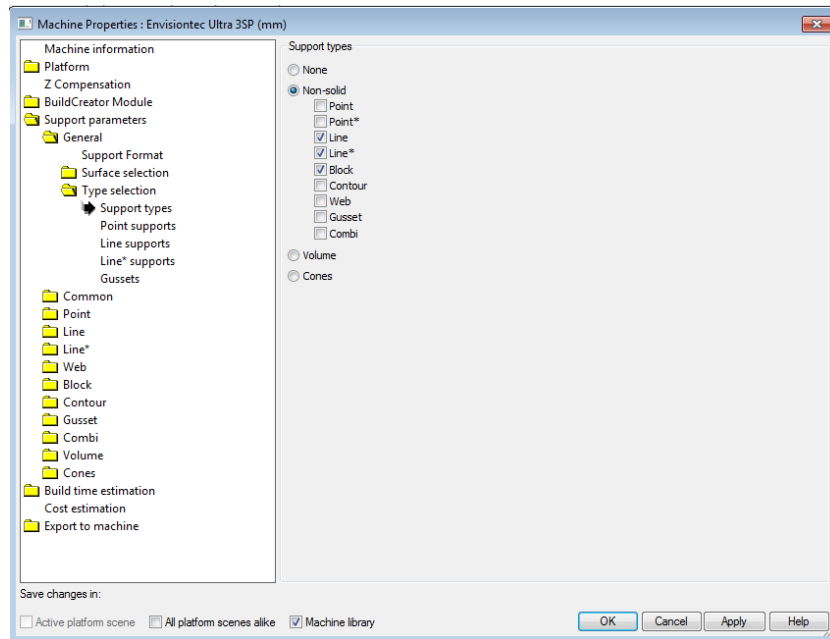 Machine Properties : Envisiontec Ultra 3SP (mm)
Machine information
Platform
Z Compensation
BuildCreator Module
Support parameters
General
Support Format
Surface selection
Type selection
Support types
Point supports
Line supports
Line* supports
Gussets
Common
Point
Line
Line*
Web
Block
Contour
Gusset
Combi
Volume
Cones
Build time estimation
Cost estimation
Export to machine
Support types
None
Non-solid
Point
Point*
Line
Line*
Block
Contour
Web
Gusset
Combi
Volume
Cones
Save changes in:
Active platform scene All platform scenes alike Machine library OK Cancel Apply Help